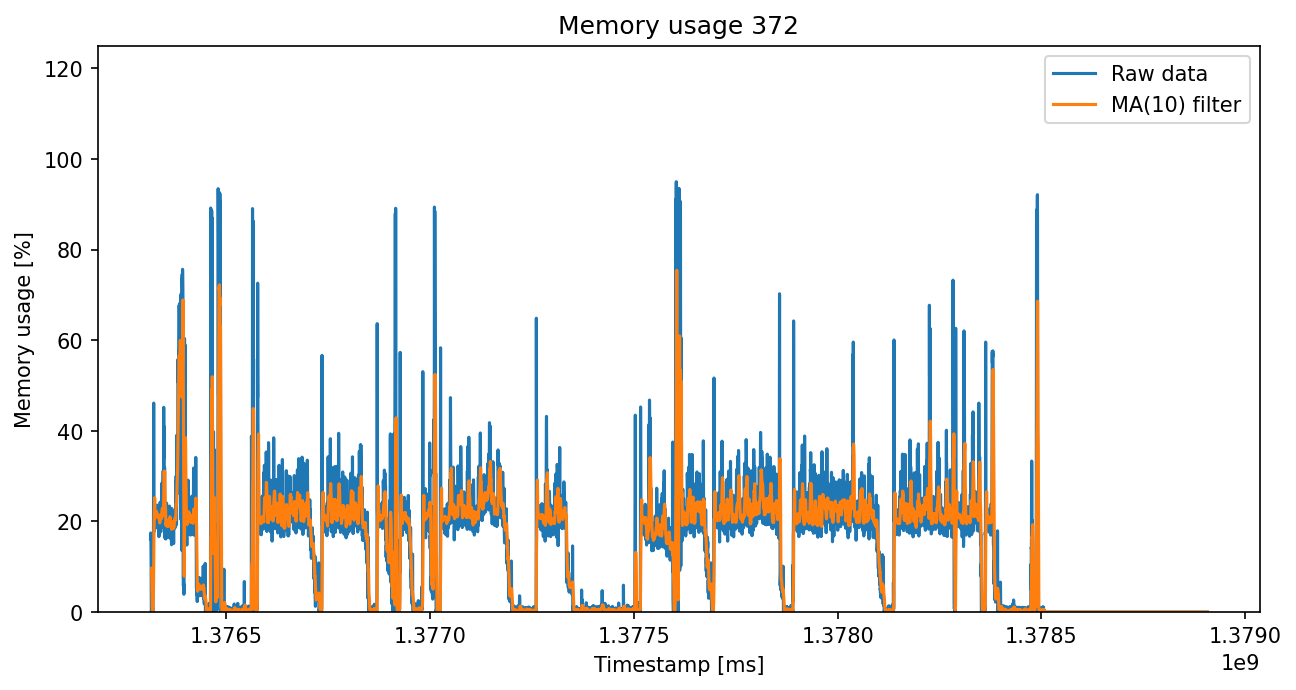 Memory usage 372
Raw data
MA(10) filter
Memory usage [%]
120
100
80
60
40
20
0
1.3765 1.3770 1.3775 1.3780 1.3785 1.3790
1e9
Timestamp [ms]